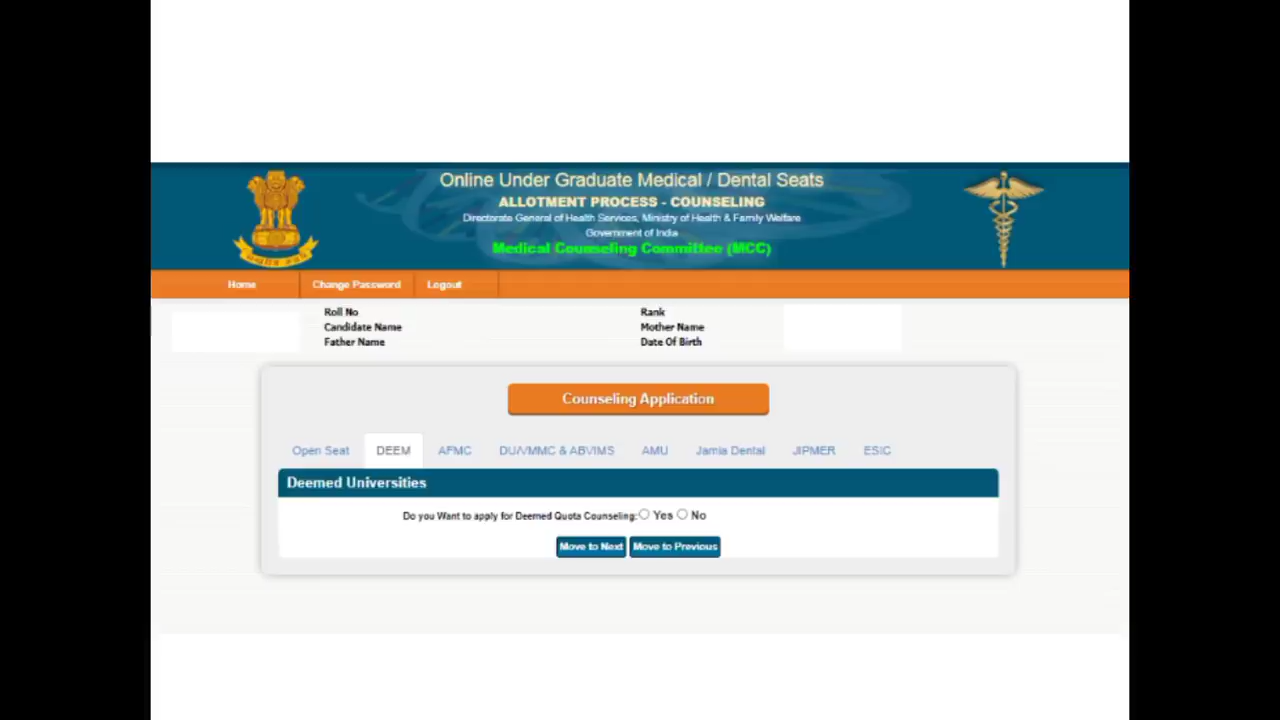 Online Under Graduate Medical / Dental Seats
ALLOTMENT PROCESS - COUNSELING
Directorate General of Health Services, Ministry of Health & Family Welfare
Government of India
Medical Counseling Committee (MCC)
Home Change Password Logout
Roll No Rank
Candidate Name Mother Name
Father Name Date Of Birth
Counseling Application
Open Seat DEEM AFMC DU/VMMC & ABVIMS AMU Jamia Dental JIPMER ESIC
Deemed Universities
Do you Want to apply for Deemed Quota Counseling: Yes No
Move to Next Move to Previous